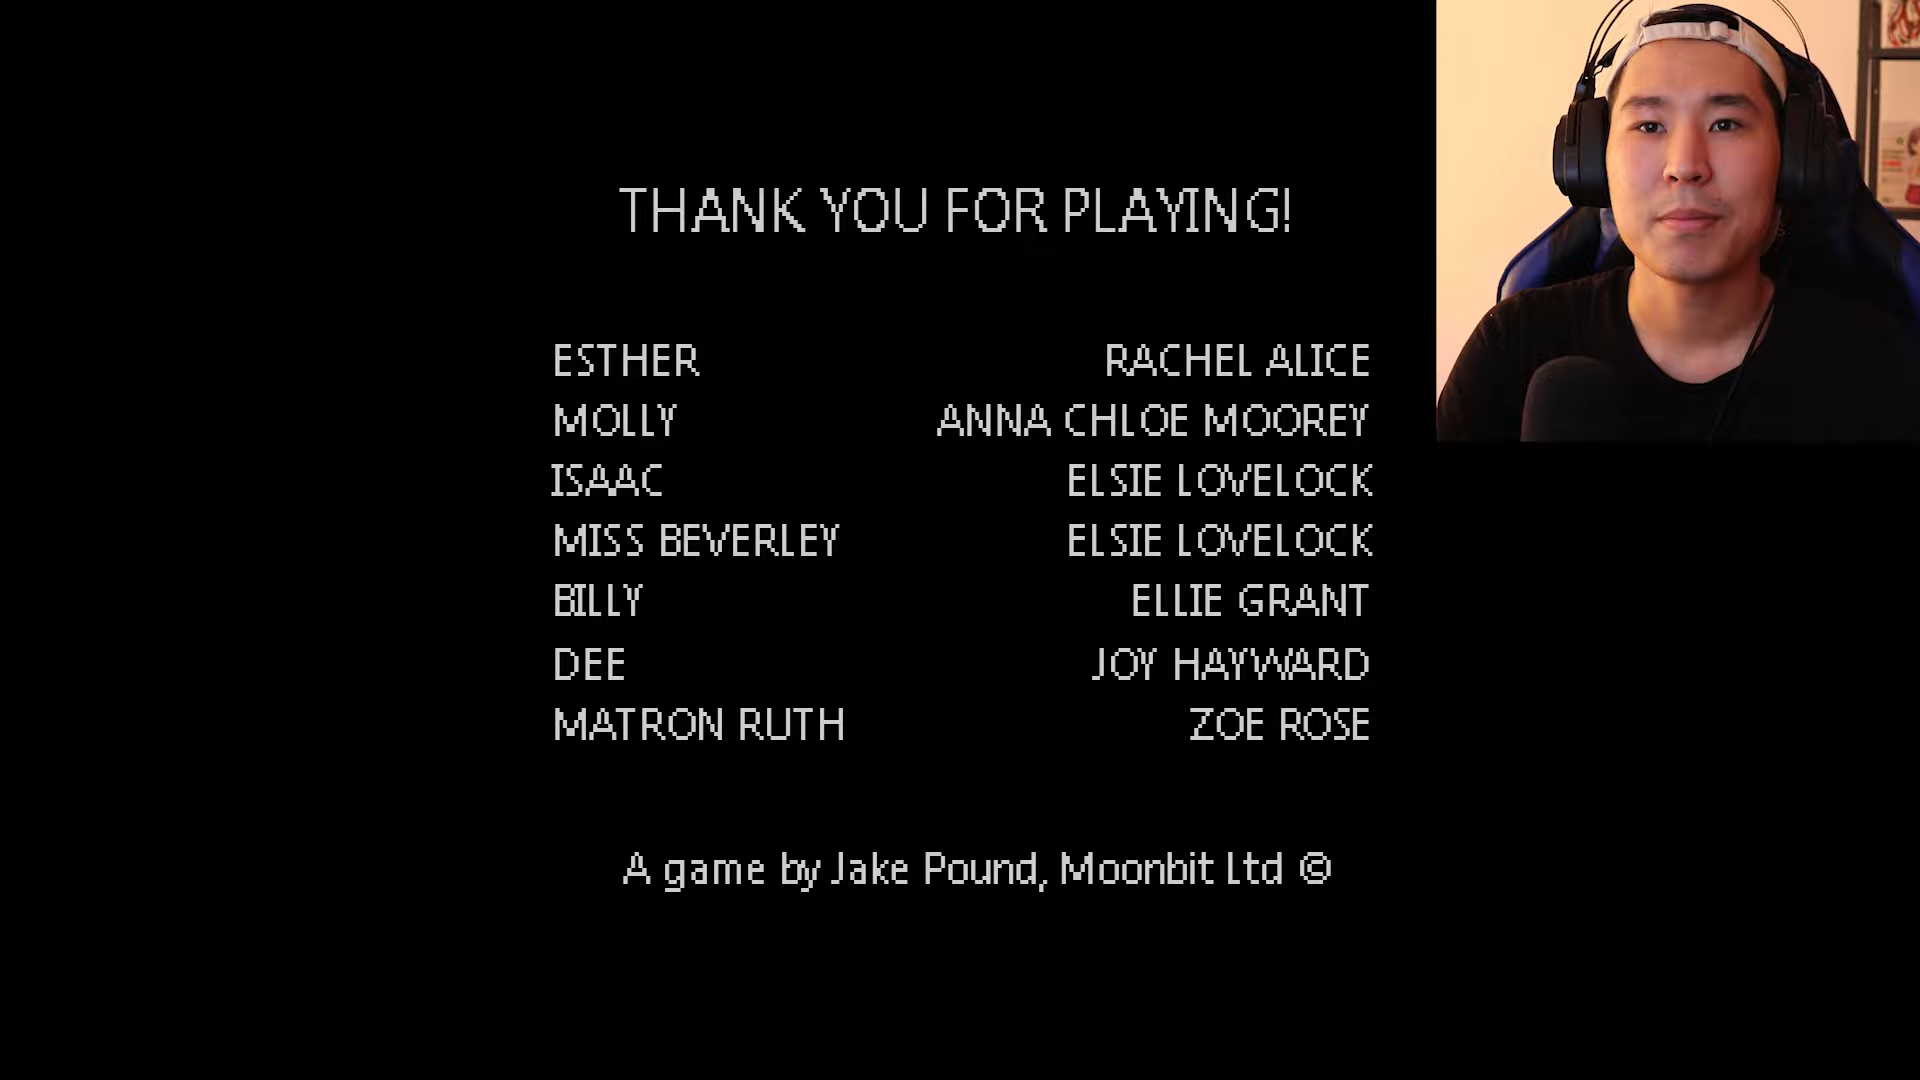 THANK YOU FOR PLAYING!
ESTHER RACHEL ALICE
MOLLY ANNA CHLOE MOOREY
ISAAC ELSIE LOVELOCK
MISS BEVERLEY ELSIE LOVELOCK
BILLY ELLIE GRANT
DEE JOY HAYWARD
MATRON RUTH ZOE ROSE
A game by Jake Pound, Moonbit Ltd ©